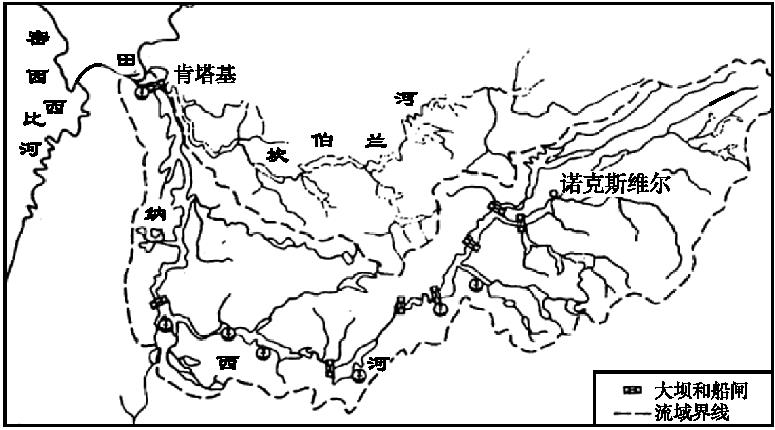 密西西比河
田纳西河
肯塔基
坎伯兰河
诺克斯维尔
大坝和船闸
流域界线